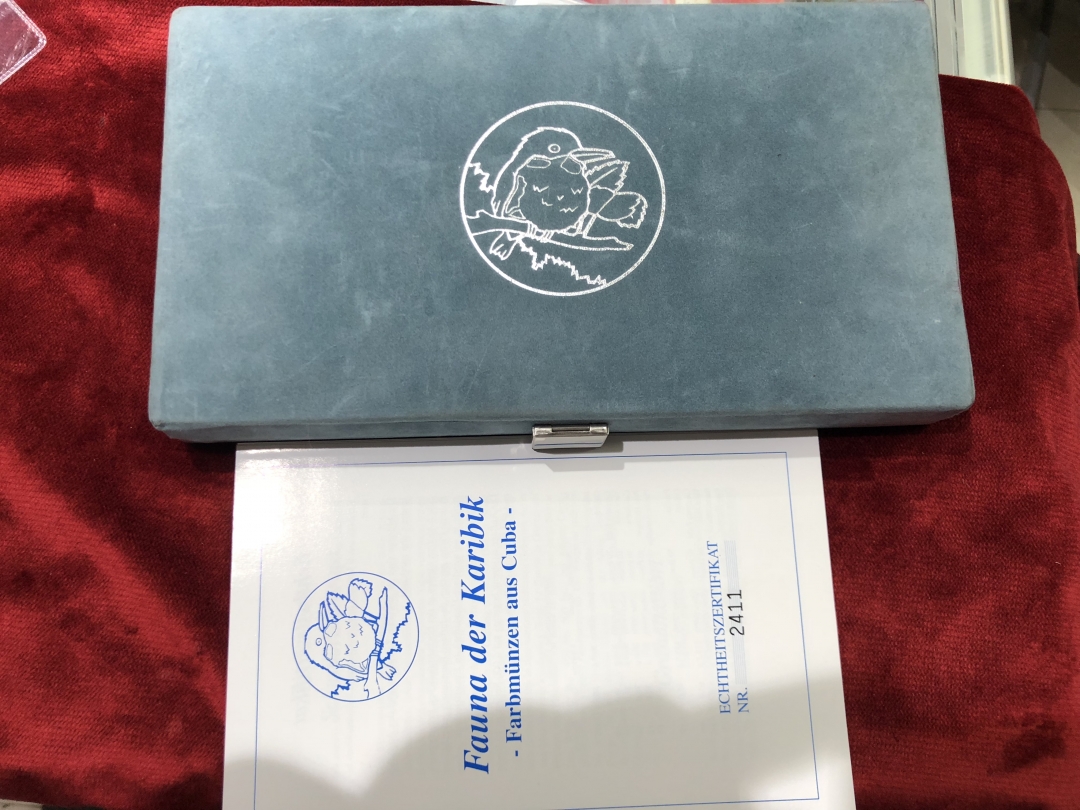 Fauna der Karibik
- Farbmünzen aus Cuba -
ECHTHEITSZERTIFIKAT
NR. 2411